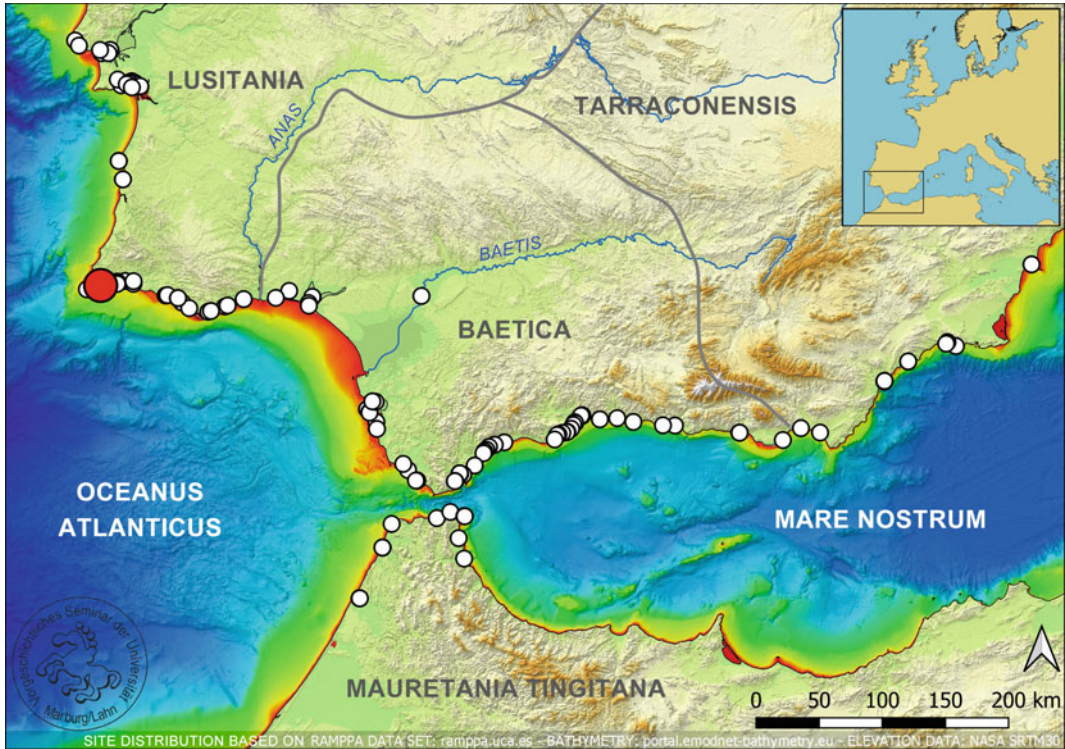 LUSITANIA
TARRACONENSIS
ANAS
BAETIS
BAETICA
OCEANUS
ATLANTICUS
MARE NOSTRUM
MAURETANIA TINGITANA
Vorgeschichtliches Seminar der Universität
Marburg/Lahn
0 50 100 150 200 km
SITE DISTRIBUTION BASED ON RAMPPA DATA SET: ramppa.uca.es - BATHYMETRY: portal.emodnet-bathymetry.eu - ELEVATION DATA: NASA SRTM30